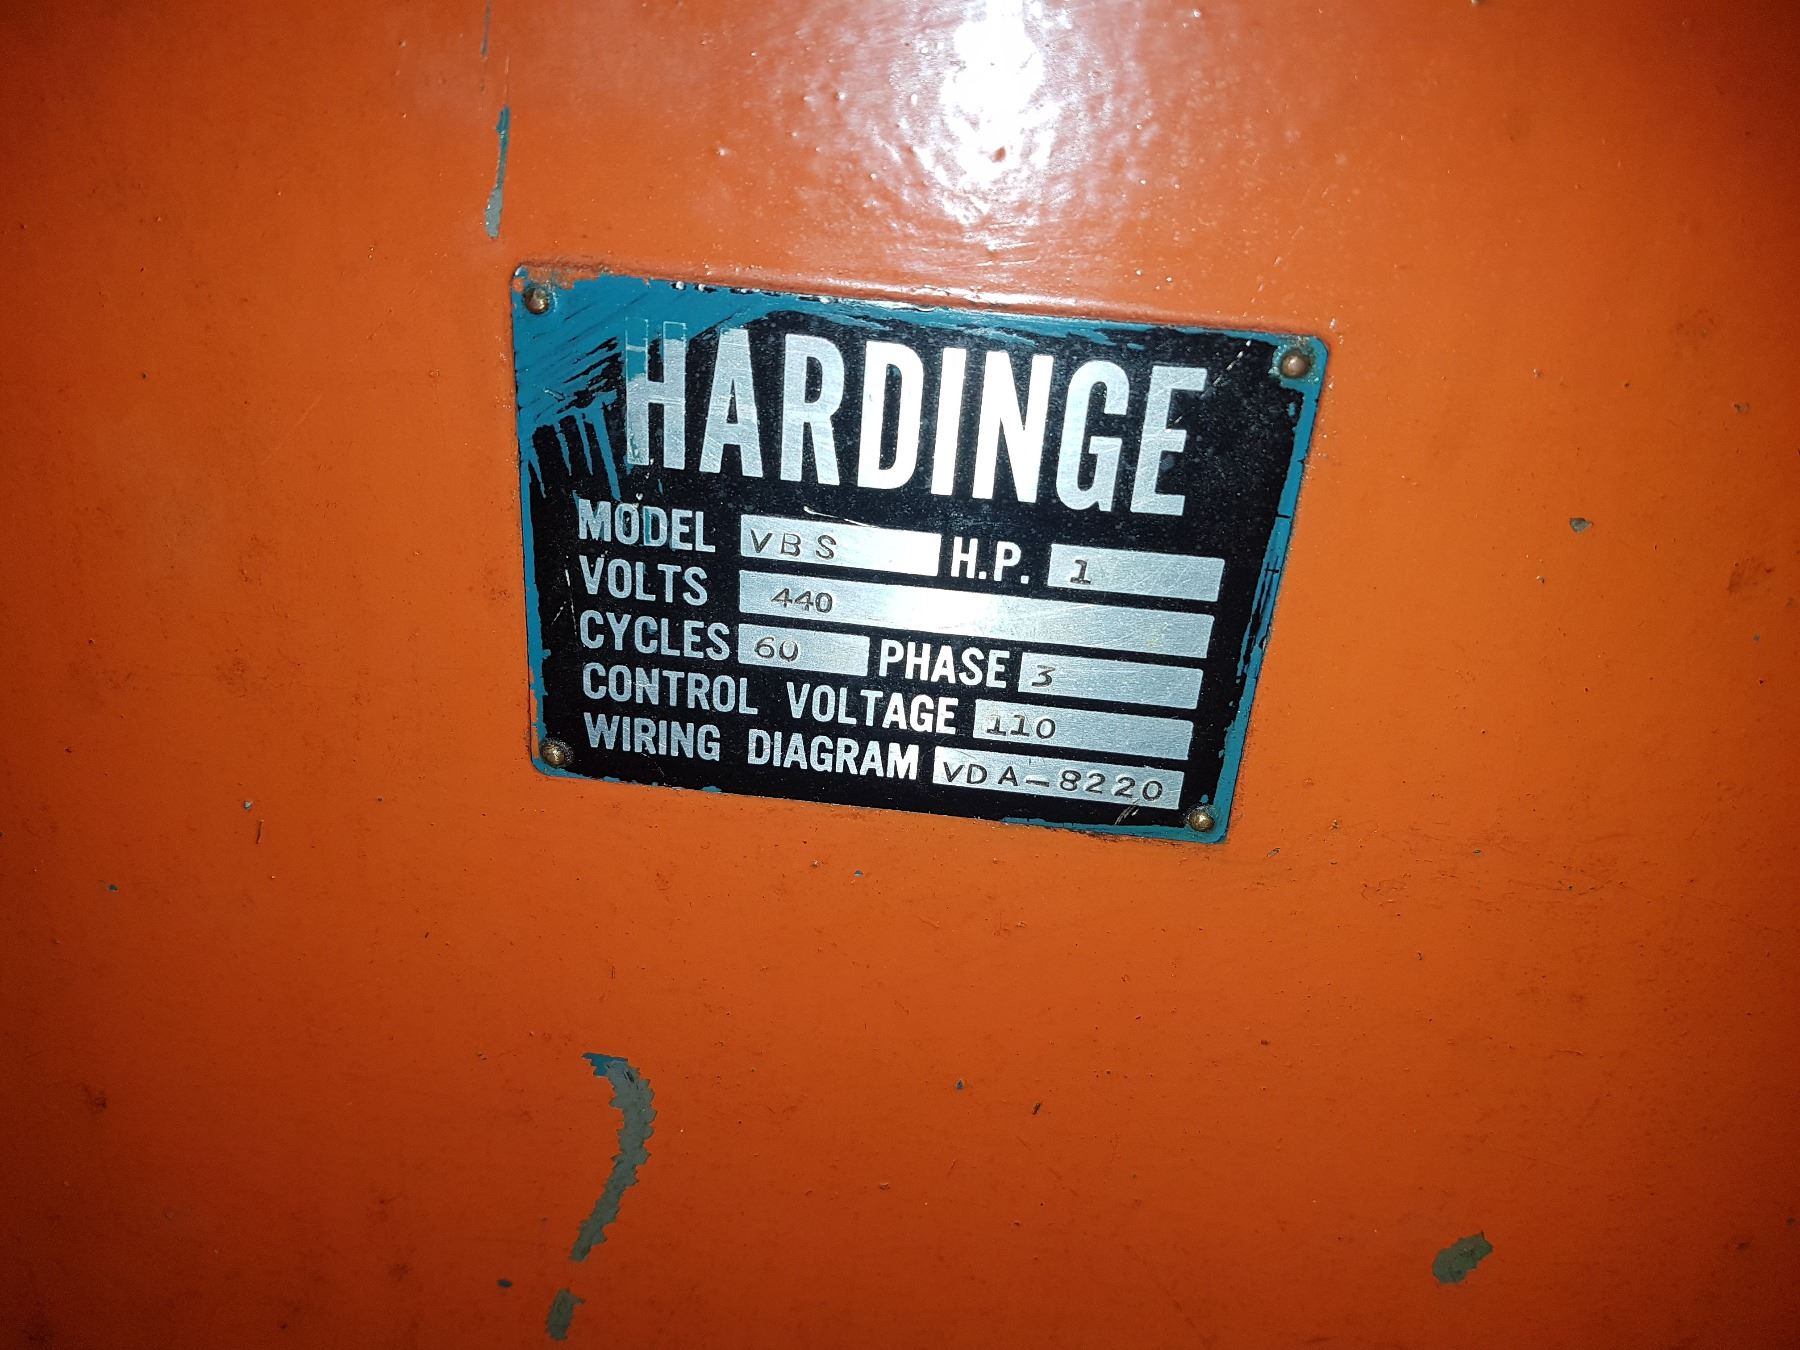 HARDINGE
MODEL VBS H.P. 1
VOLTS 440
CYCLES 60 PHASE 3
CONTROL VOLTAGE 110
WIRING DIAGRAM VDA-8220